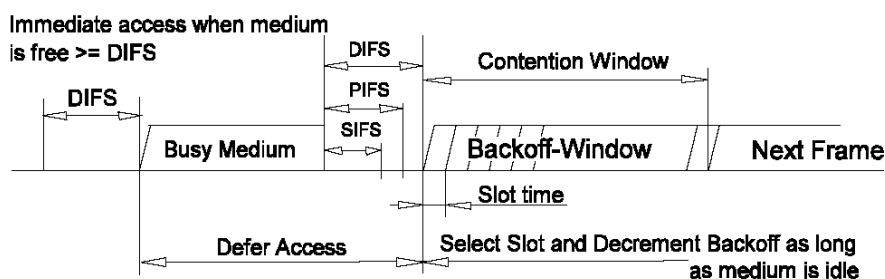 Immediate access when medium
is free >= DIFS
DIFS
DIFS
PIFS
SIFS
Contention Window
Busy Medium
Backoff-Window
Next Frame
Slot time
Defer Access
Select Slot and Decrement Backoff as long
as medium is idle